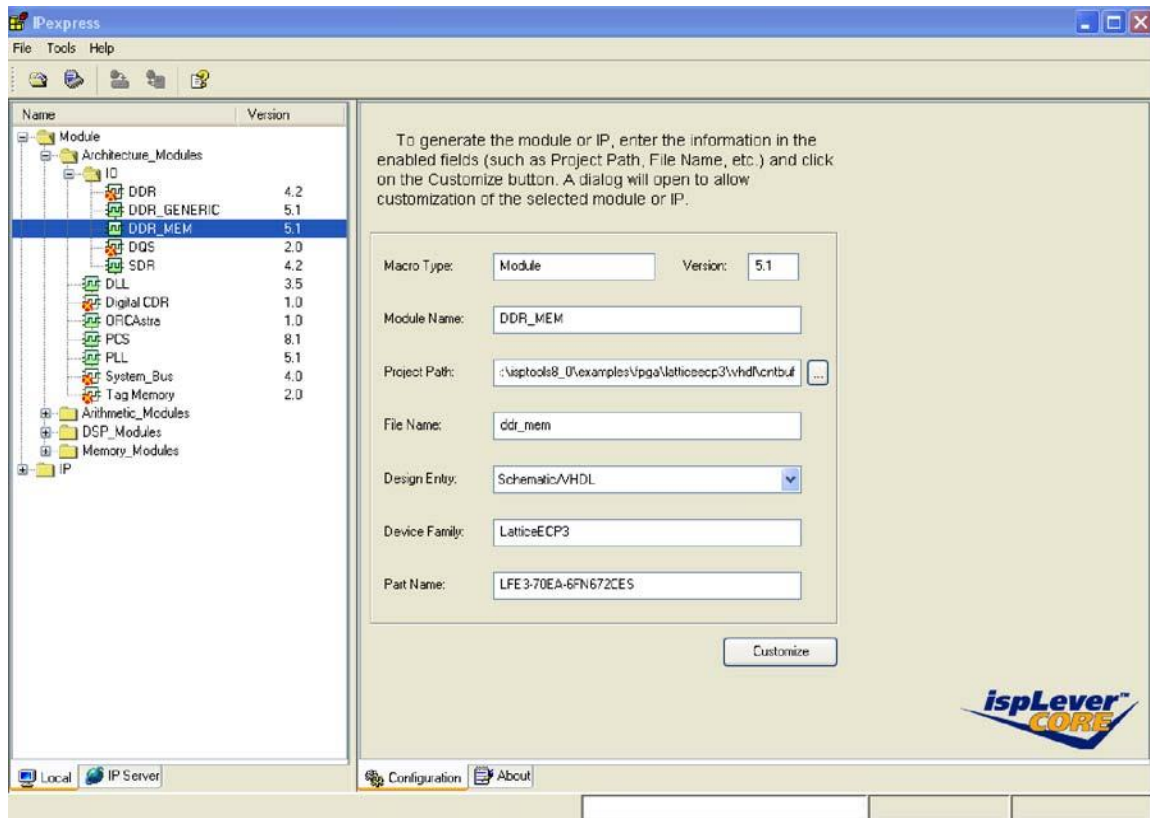 IPexpress
File Tools Help
Name Version
Module
Architecture_Modules
IO
DDR 4.2
DDR_GENERIC 5.1
DDR_MEM 5.1
DQS 2.0
SDR 4.2
DLL 3.5
Digital CDR 1.0
ORCAstra 1.0
PCS 8.1
PLL 5.1
System_Bus 4.0
Tag Memory 2.0
Arithmetic_Modules
DSP_Modules
Memory_Modules
IP
Local IP Server
To generate the module or IP, enter the information in the
enabled fields (such as Project Path, File Name, etc.) and click
on the Customize button. A dialog will open to allow
customization of the selected module or IP.
Macro Type: Module Version: 5.1
Module Name: DDR_MEM
Project Path: :\isptools8_0\examples\fpga\latticeecp3\vhdl\cntbuf ...
File Name: ddr_mem
Design Entry: Schematic/VHDL
Device Family: LatticeECP3
Part Name: LFE3-70EA-6FN672CES
Customize
ispLever™
CORE
Configuration About